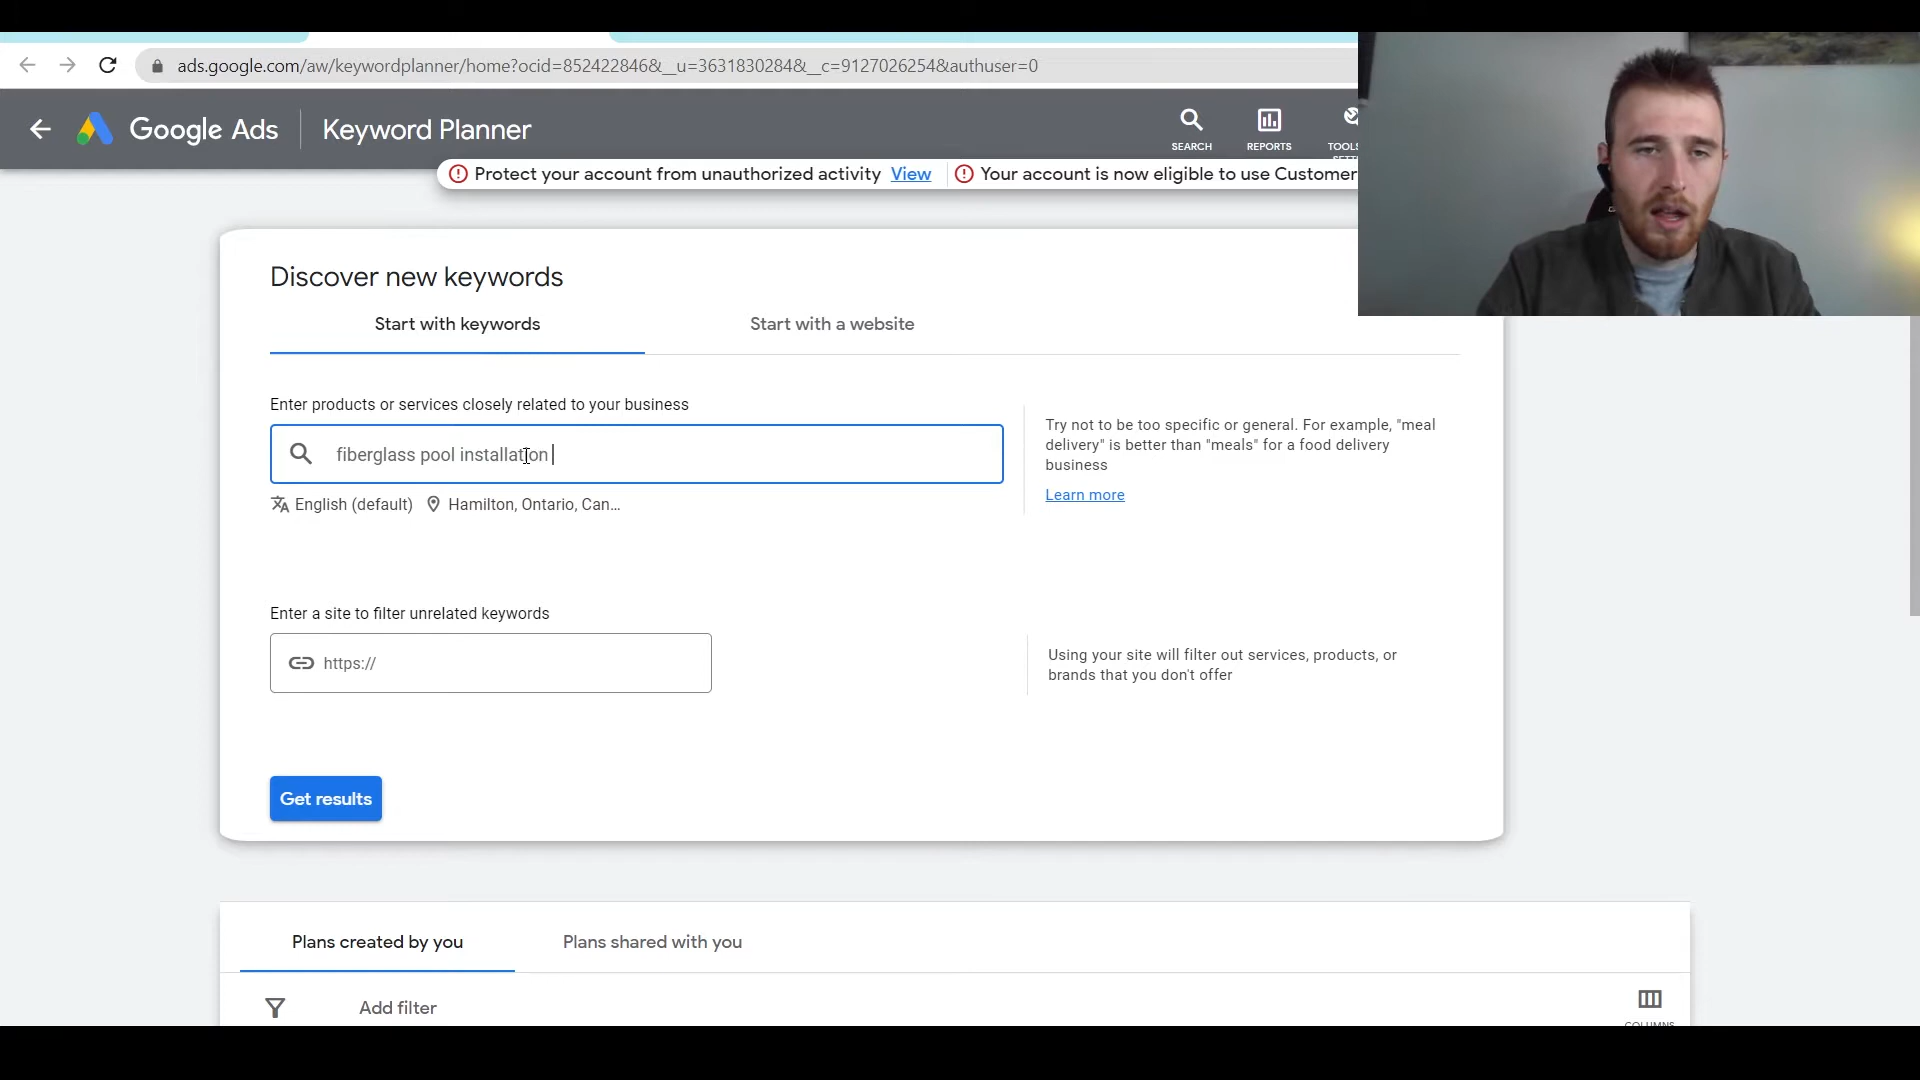 ads.google.com/aw/keywordplanner/home?ocid=852422846&__u=3631830284&__c=9127026254&authuser=0
Google Ads
Keyword Planner
SEARCH
REPORTS
TOOLS
Protect your account from unauthorized activity View
Your account is now eligible to use Customer
Discover new keywords
Start with keywords
Start with a website
Enter products or services closely related to your business
fiberglass pool installation
English (default)
Hamilton, Ontario, Can...
Try not to be too specific or general. For example, "meal
delivery" is better than "meals" for a food delivery
business
Learn more
Enter a site to filter unrelated keywords
https://
Using your site will filter out services, products, or
brands that you don't offer
Get results
Plans created by you
Plans shared with you
Add filter
COLUMNS